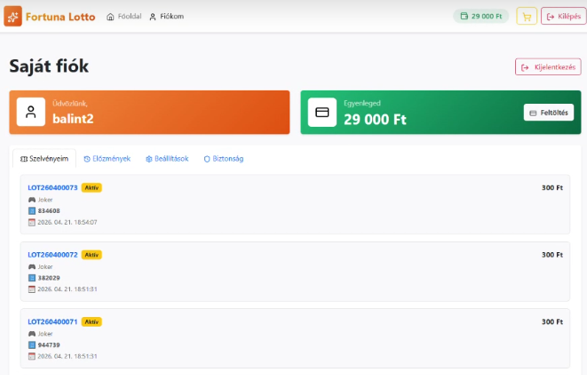 Fortuna Lotto Főoldal Fiókom 29 000 Ft Kilépés
Saját fiók
Kijelentkezés
Üdvözlünk,
balint2
Egyenleged
29 000 Ft
Feltöltés
Szelvényeim Előzmények Beállítások Biztonság
LOT260400073 Aktív 300 Ft
Joker
834608
2026. 04. 21. 18:54:07
LOT260400072 Aktív 300 Ft
Joker
382029
2026. 04. 21. 18:51:31
LOT260400071 Aktív 300 Ft
Joker
944739
2026. 04. 21. 18:51:31